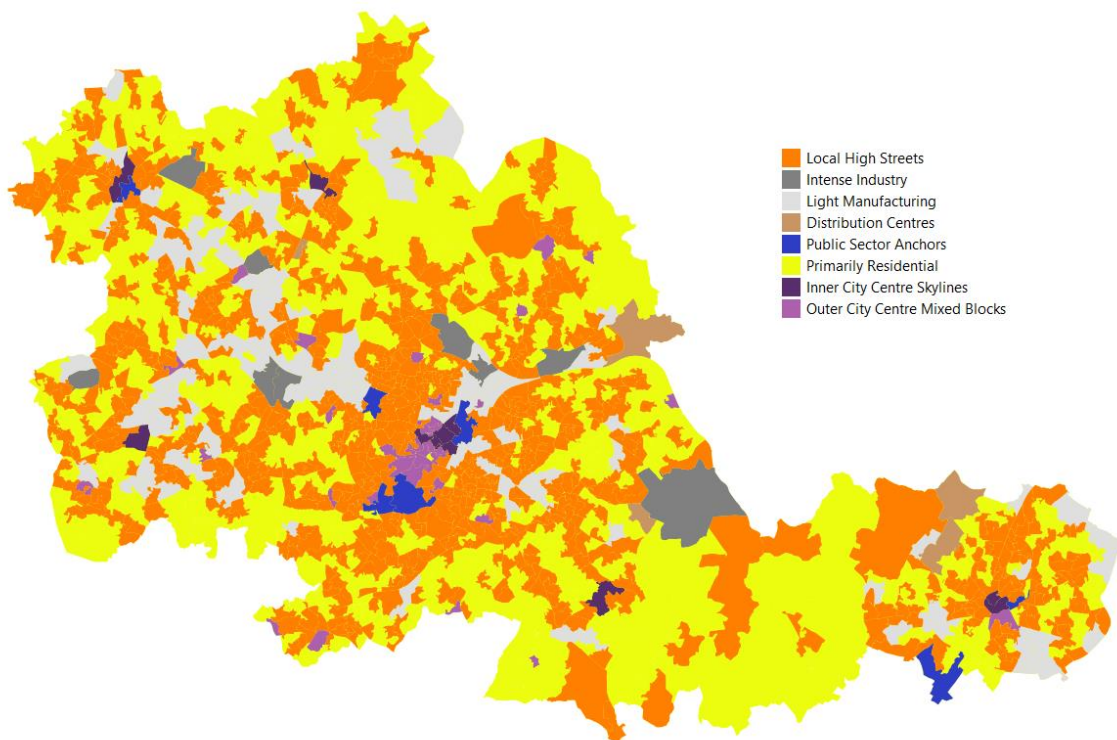 Local High Streets
Intense Industry
Light Manufacturing
Distribution Centres
Public Sector Anchors
Primarily Residential
Inner City Centre Skylines
Outer City Centre Mixed Blocks